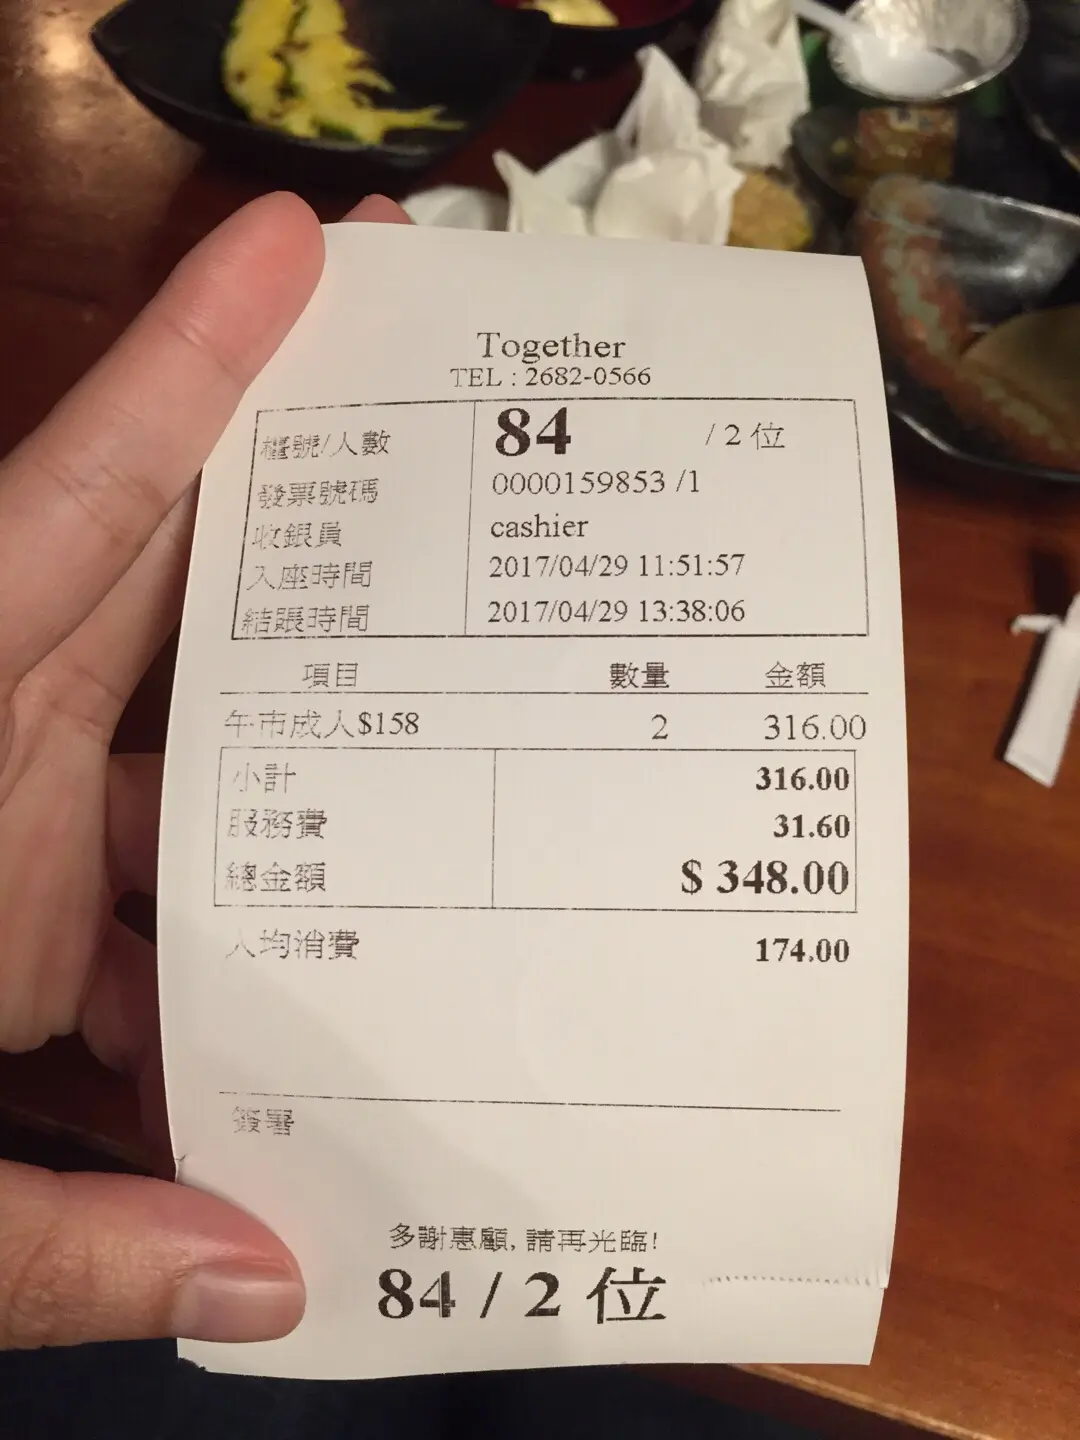 Together
TEL : 2682-0566
檯號/人數 84 / 2 位
發票號碼 0000159853 /1
收銀員 cashier
入座時間 2017/04/29 11:51:57
結賬時間 2017/04/29 13:38:06
項目 數量 金額
午市成人$158 2 316.00
小計 316.00
服務費 31.60
總金額 $ 348.00
人均消費 174.00
簽署
多謝惠顧, 請再光臨!
84 / 2 位